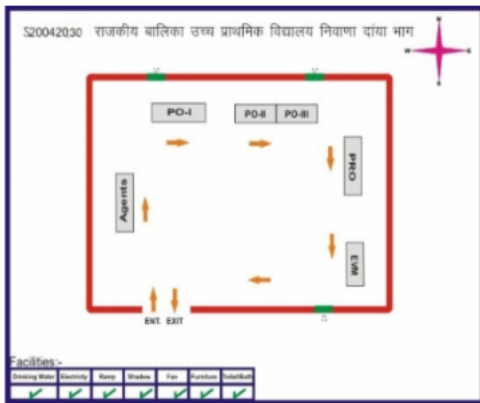 S20042030 राजकीय बालिका उच्च प्राथमिक विद्यालय निवाणा दांया भाग
N
W E
S
PO-I
PO-II PO-III
PRO
Agents
EVM
ENT. EXIT
Facilities:-
Drinking Water Electricity Ramp Shadow Fan Furniture Toilet/Bath